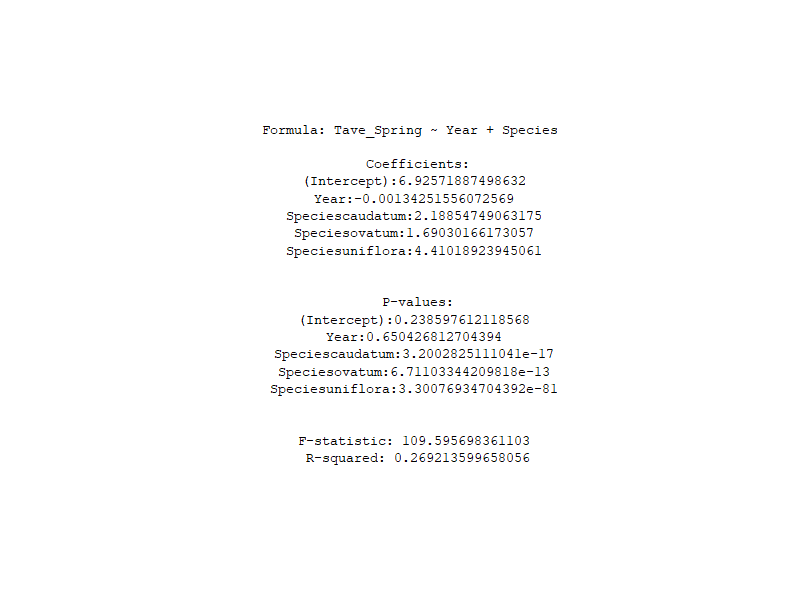 Formula: Tave_Spring ~ Year + Species
Coefficients:
(Intercept):6.92571887498632
Year:-0.00134251556072569
Speciescaudatum:2.18854749063175
Speciesovatum:1.69030166173057
Speciesuniflora:4.41018923945061
P-values:
(Intercept):0.238597612118568
Year:0.650426812704394
Speciescaudatum:3.2002825111041e-17
Speciesovatum:6.71103344209818e-13
Speciesuniflora:3.30076934704392e-81
F-statistic: 109.595698361103
R-squared: 0.269213599658056